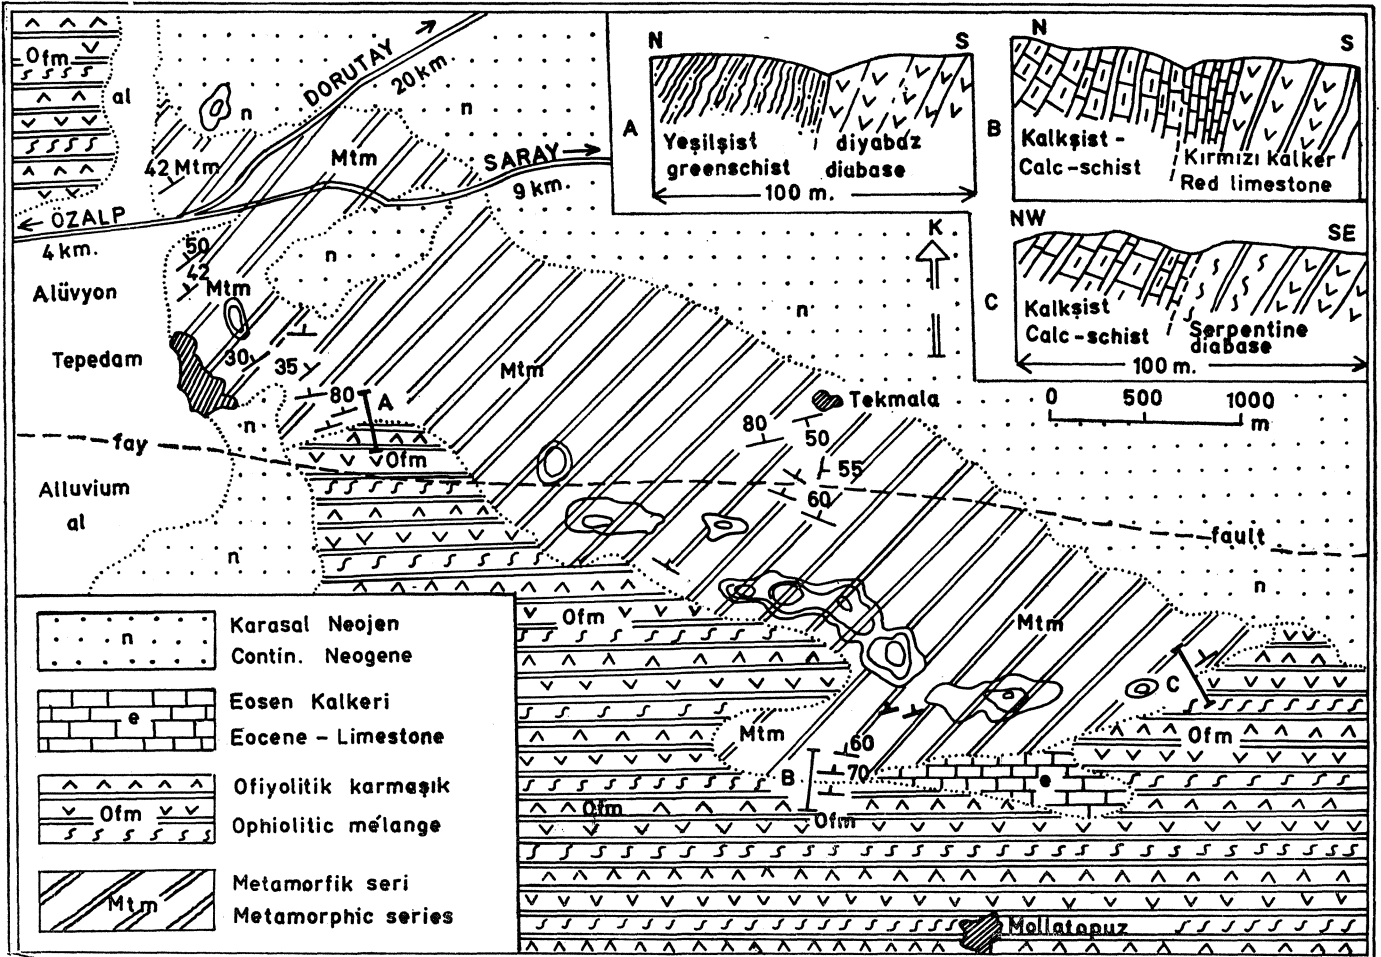 Ofm
al
n
DORUTAY
20 km.
n
42 Mtm
Mtm
SARAY
9 km.
ÖZALP
4 km.
50
42
Mtm
n
Alüvyon
Tepedam
30
35
80
A
n
fay
Ofm
Alluvium
al
n
K
n
Mtm
Tekmala
80
50
55
60
0 500 1000
m
fault
n
Ofm
Mtm
C
Mtm
60
70
B
e
Ofm
Ofm
Ofm
Mollatopuz
A
N S
Yeşilşist diyabaz
greenschist diabase
100 m.
B
N S
Kalkşist -
Calc-schist
Kırmızı kalker
Red limestone
C
NW SE
Kalkşist
Calc-schist
Serpentine
diabase
100 m.
n
Karasal Neojen
Contin. Neogene
e
Eosen Kalkeri
Eocene - Limestone
Ofm
Ofiyolitik karmaşık
Ophiolitic mélange
Mtm
Metamorfik seri
Metamorphic series